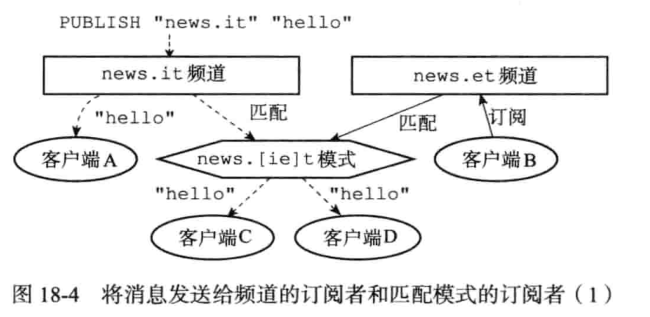 PUBLISH "news.it" "hello"
news.it 频道
news.et 频道
"hello"
匹配
匹配
订阅
客户端A
news.[ie]t 模式
客户端B
"hello"
"hello"
客户端C
客户端D
图 18-4 将消息发送给频道的订阅者和匹配模式的订阅者（1）